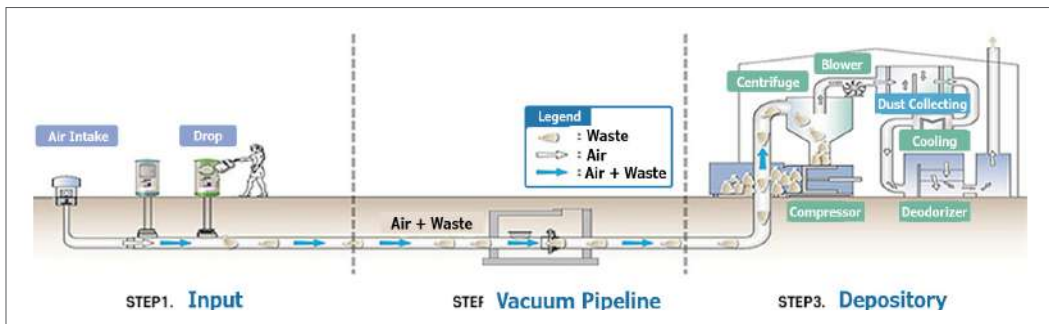 Air Intake
Drop
Legend
: Waste
: Air
: Air + Waste
Air + Waste
Centrifuge
Blower
Dust Collecting
Cooling
Compressor
Deodorizer
STEP1. Input
STEP Vacuum Pipeline
STEP3. Depository